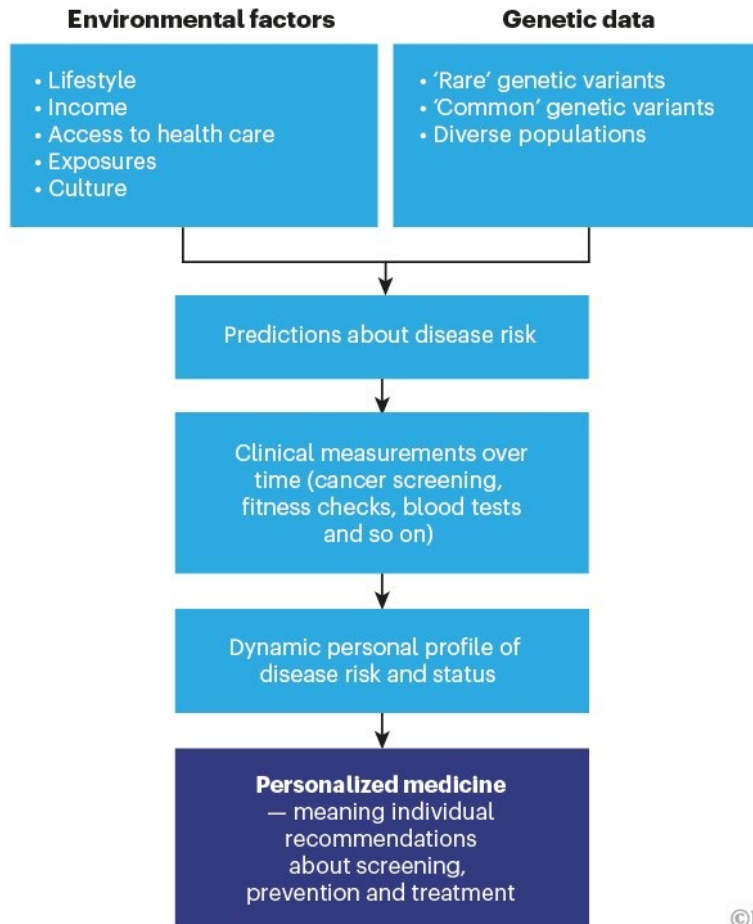 Environmental factors
• Lifestyle
• Income
• Access to health care
• Exposures
• Culture
Genetic data
• ‘Rare’ genetic variants
• ‘Common’ genetic variants
• Diverse populations
Predictions about disease risk
Clinical measurements over
time (cancer screening,
fitness checks, blood tests
and so on)
Dynamic personal profile of
disease risk and status
Personalized medicine
— meaning individual
recommendations
about screening,
prevention and treatment
©